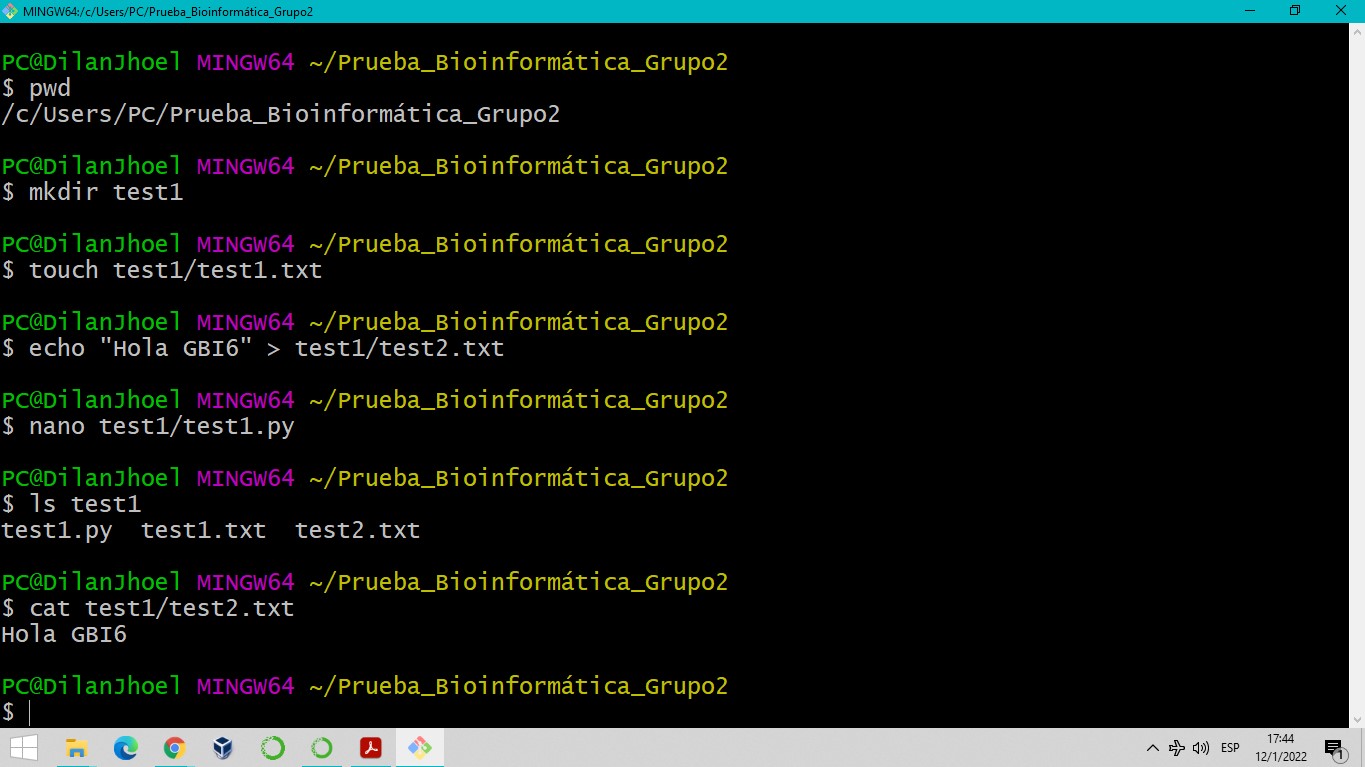 MINGW64:/c/Users/PC/Prueba_Bioinformática_Grupo2
PC@DilanJhoel MINGW64 ~/Prueba_Bioinformática_Grupo2
$ pwd
/c/Users/PC/Prueba_Bioinformática_Grupo2
PC@DilanJhoel MINGW64 ~/Prueba_Bioinformática_Grupo2
$ mkdir test1
PC@DilanJhoel MINGW64 ~/Prueba_Bioinformática_Grupo2
$ touch test1/test1.txt
PC@DilanJhoel MINGW64 ~/Prueba_Bioinformática_Grupo2
$ echo "Hola GBI6" > test1/test2.txt
PC@DilanJhoel MINGW64 ~/Prueba_Bioinformática_Grupo2
$ nano test1/test1.py
PC@DilanJhoel MINGW64 ~/Prueba_Bioinformática_Grupo2
$ ls test1
test1.py  test1.txt  test2.txt
PC@DilanJhoel MINGW64 ~/Prueba_Bioinformática_Grupo2
$ cat test1/test2.txt
Hola GBI6
PC@DilanJhoel MINGW64 ~/Prueba_Bioinformática_Grupo2
$
ESP
17:44
12/1/2022
1